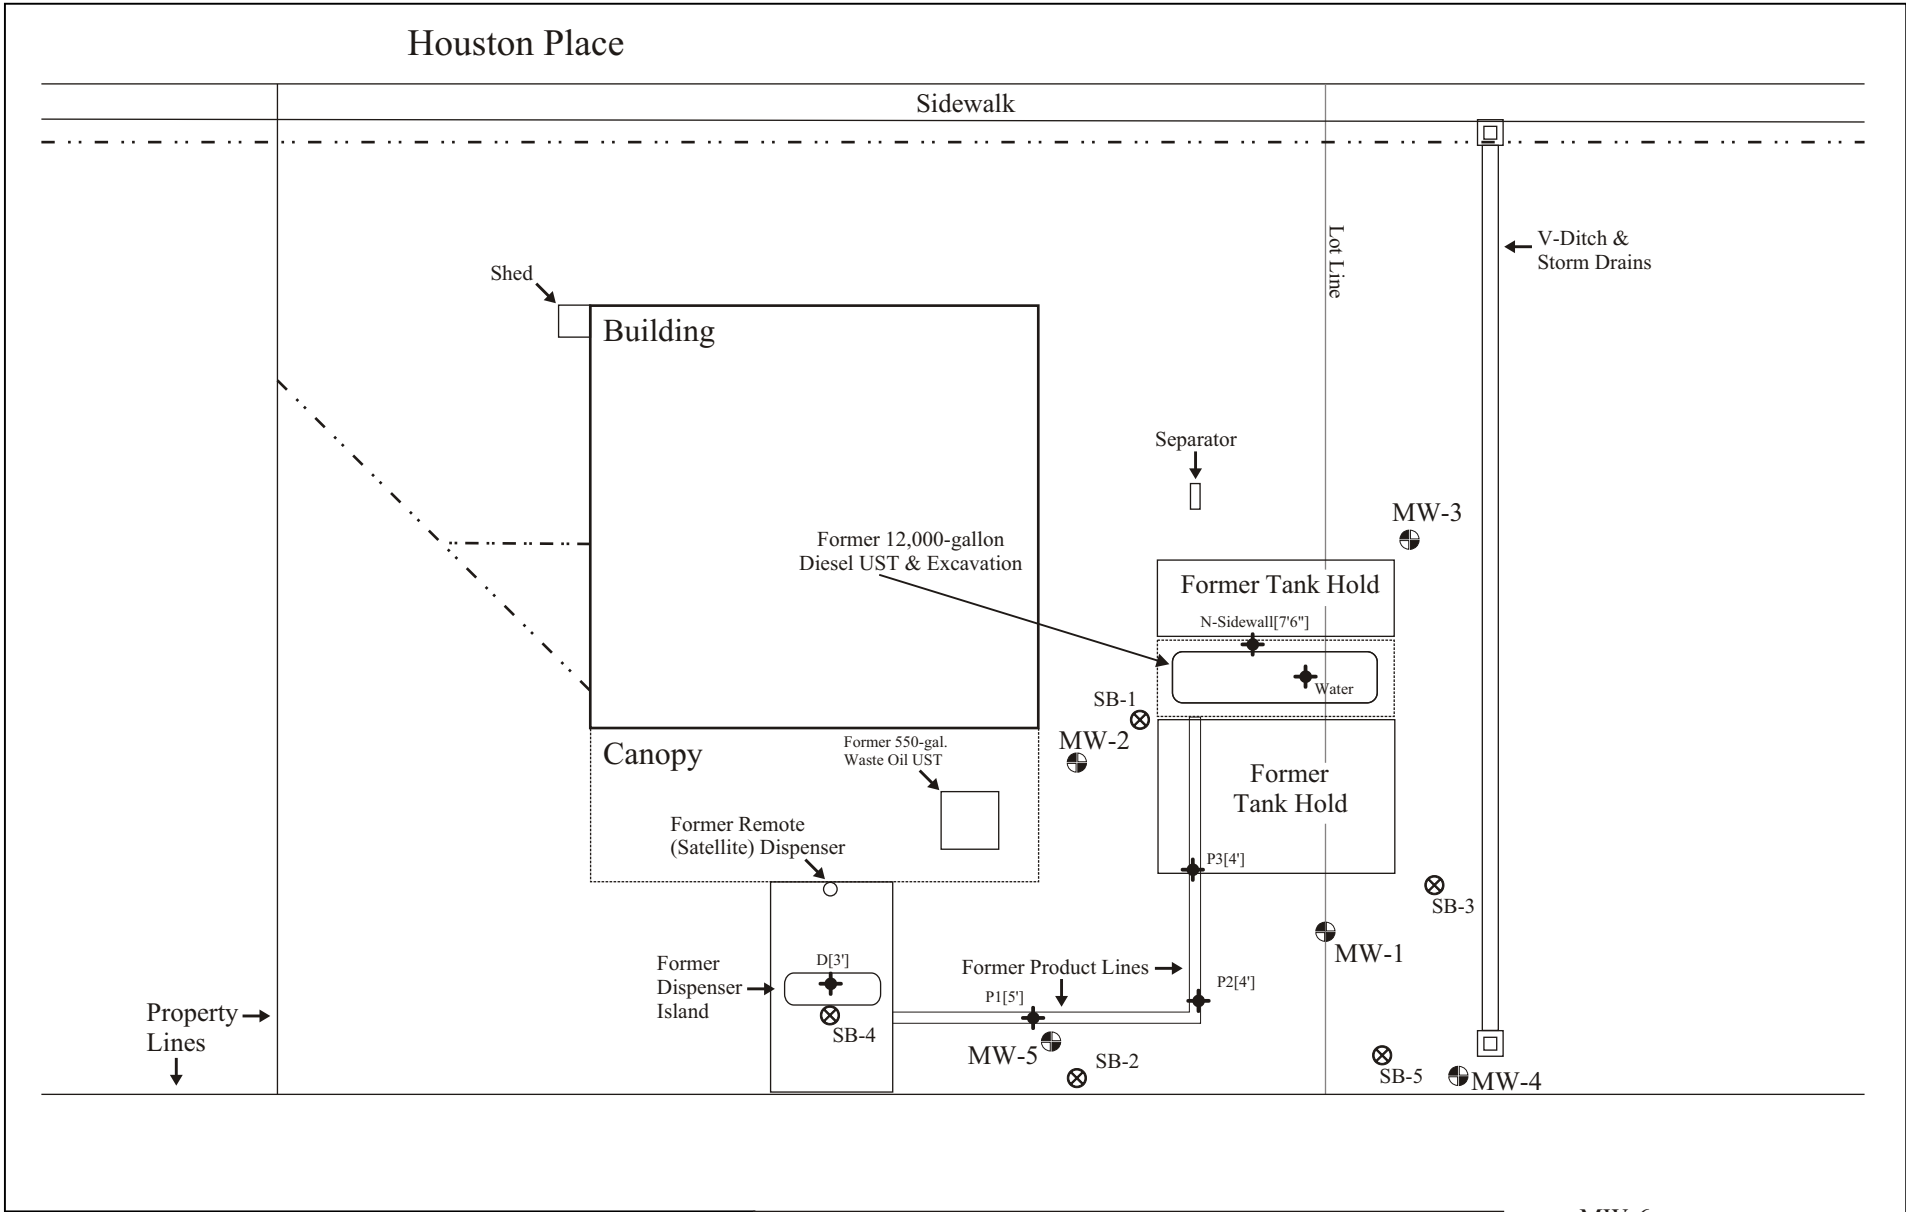 Houston Place
Sidewalk
Lot Line
V-Ditch &
Storm Drains
Shed
Building
Separator
MW-3
Former 12,000-gallon
Diesel UST & Excavation
Former Tank Hold
N-Sidewall[7'6"]
Water
SB-1
MW-2
Canopy
Former 550-gal.
Waste Oil UST
Former
Tank Hold
Former Remote
(Satellite) Dispenser
P3[4']
SB-3
MW-1
Former
Dispenser
Island
D[3']
SB-4
Former Product Lines
P1[5']
P2[4']
Property
Lines
MW-5
SB-2
SB-5
MW-4